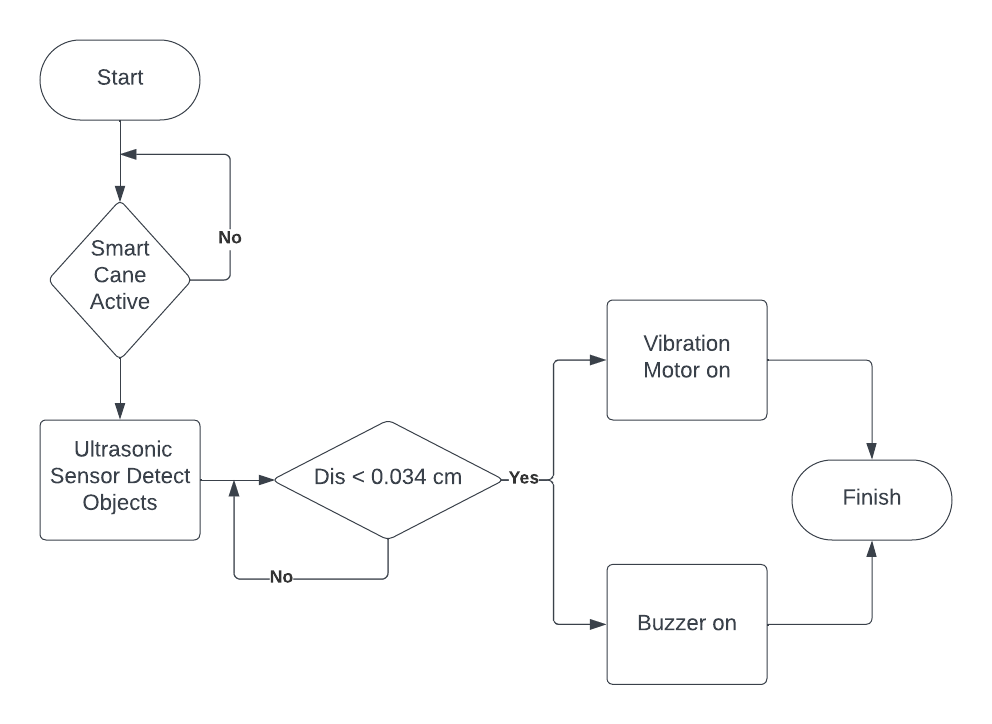 Start
No
Smart
Cane
Active
Ultrasonic
Sensor Detect
Objects
Dis < 0.034 cm
No
Yes
Vibration
Motor on
Buzzer on
Finish